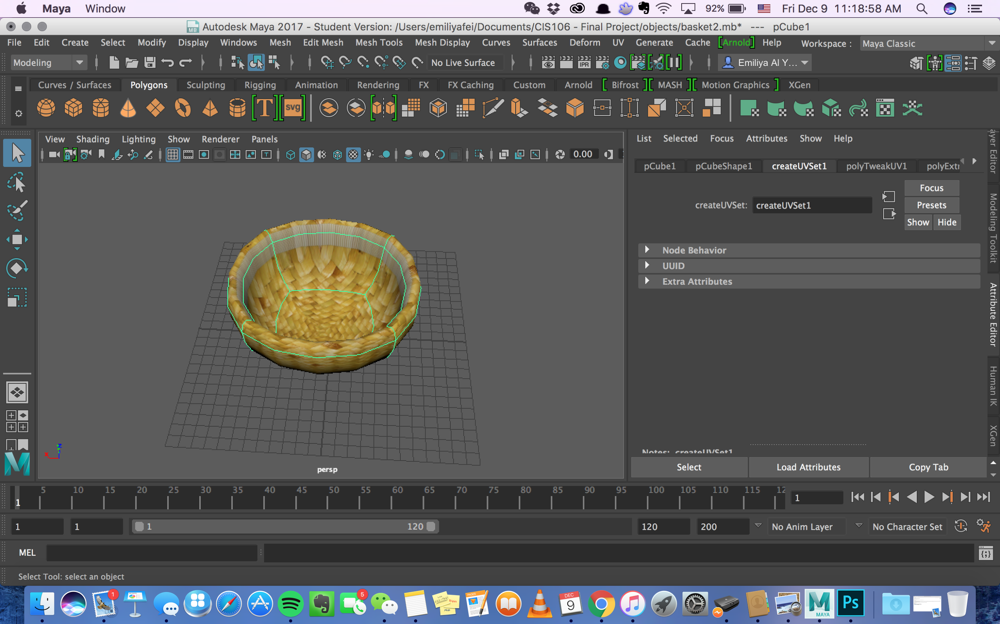 Maya Window 92% Fri Dec 9 11:18:58 AM
MB Autodesk Maya 2017 - Student Version: /Users/emiliyafei/Documents/CIS106 - Final Project/objects/basket2.mb* --- pCube1
File Edit Create Select Modify Display Windows Mesh Edit Mesh Mesh Tools Mesh Display Curves Surfaces Deform UV Generate Cache [Arnold] Help Workspace : Maya Classic
Modeling No Live Surface IPR Emiliya Al Y...
Curves / Surfaces Polygons Sculpting Rigging Animation Rendering FX FX Caching Custom Arnold Bifrost MASH Motion Graphics XGen
T svg
View Shading Lighting Show Renderer Panels
0.00
List Selected Focus Attributes Show Help
pCube1 pCubeShape1 createUVSet1 polyTweakUV1 polyExtr
createUVSet: createUVSet1
Focus
Presets
Show Hide
Node Behavior
UUID
Extra Attributes
Notes: createUVSet1
Select Load Attributes Copy Tab
ayer Editor
Modeling Toolkit
Attribute Editor
Human IK
XGen
z
x
persp
5 10 15 20 25 30 35 40 45 50 55 60 65 70 75 80 85 90 95 100 105 110 115 12
1
1
1 1 1 120 120 200 No Anim Layer No Character Set
MEL
Select Tool: select an object
1 5 DEC 9 PAGES EGGS MILK MAYA Ps